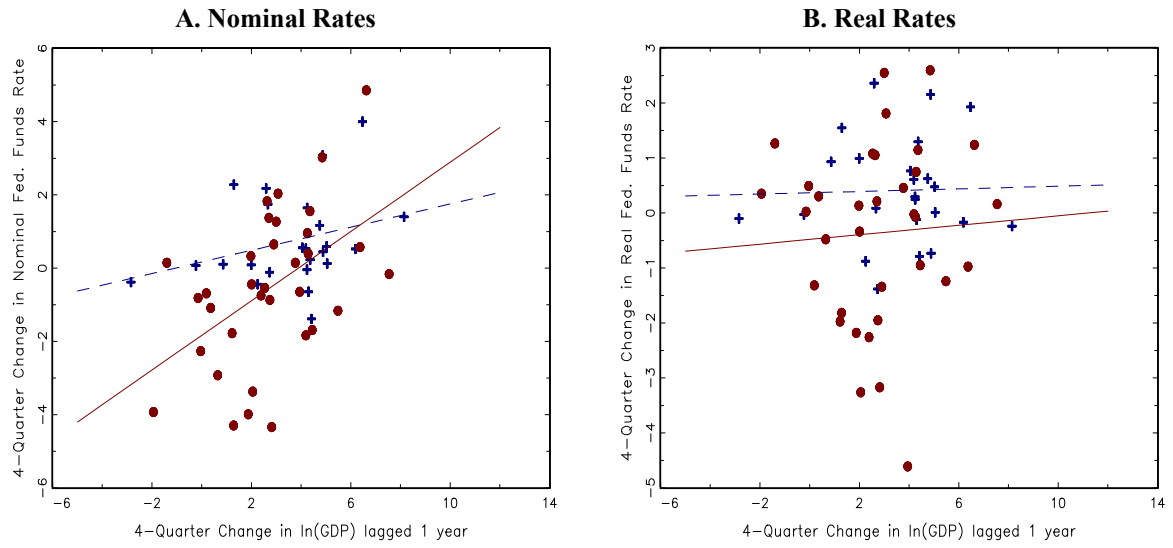 A. Nominal Rates
4-Quarter Change in Nominal Fed. Funds Rate
6
4
2
0
-2
-4
-6
-6 -2 2 6 10 14
4-Quarter Change in ln(GDP) lagged 1 year
B. Real Rates
4-Quarter Change in Real Fed. Funds Rate
3
2
1
0
-1
-2
-3
-4
-5
-6 -2 2 6 10 14
4-Quarter Change in ln(GDP) lagged 1 year